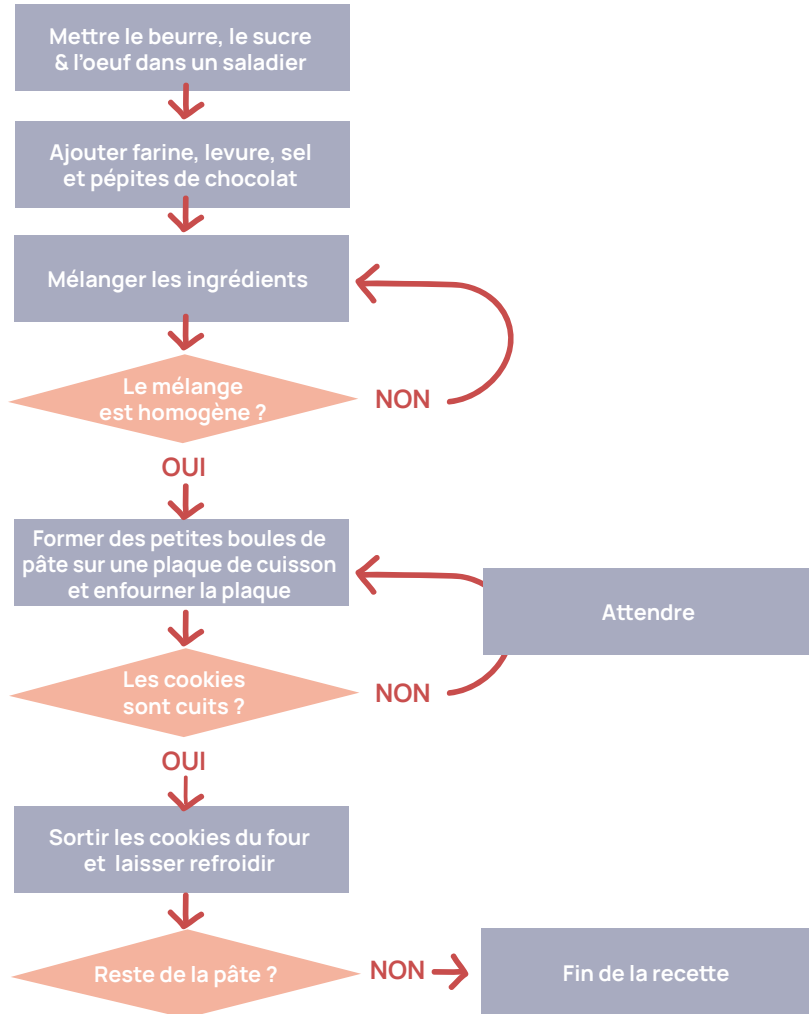 Mettre le beurre, le sucre
& l'oeuf dans un saladier
Ajouter farine, levure, sel
et pépites de chocolat
Mélanger les ingrédients
Le mélange
est homogène ?
NON
OUI
Former des petites boules de
pâte sur une plaque de cuisson
et enfourner la plaque
Attendre
Les cookies
sont cuits ?
NON
OUI
Sortir les cookies du four
et laisser refroidir
Reste de la pâte ?
NON
Fin de la recette